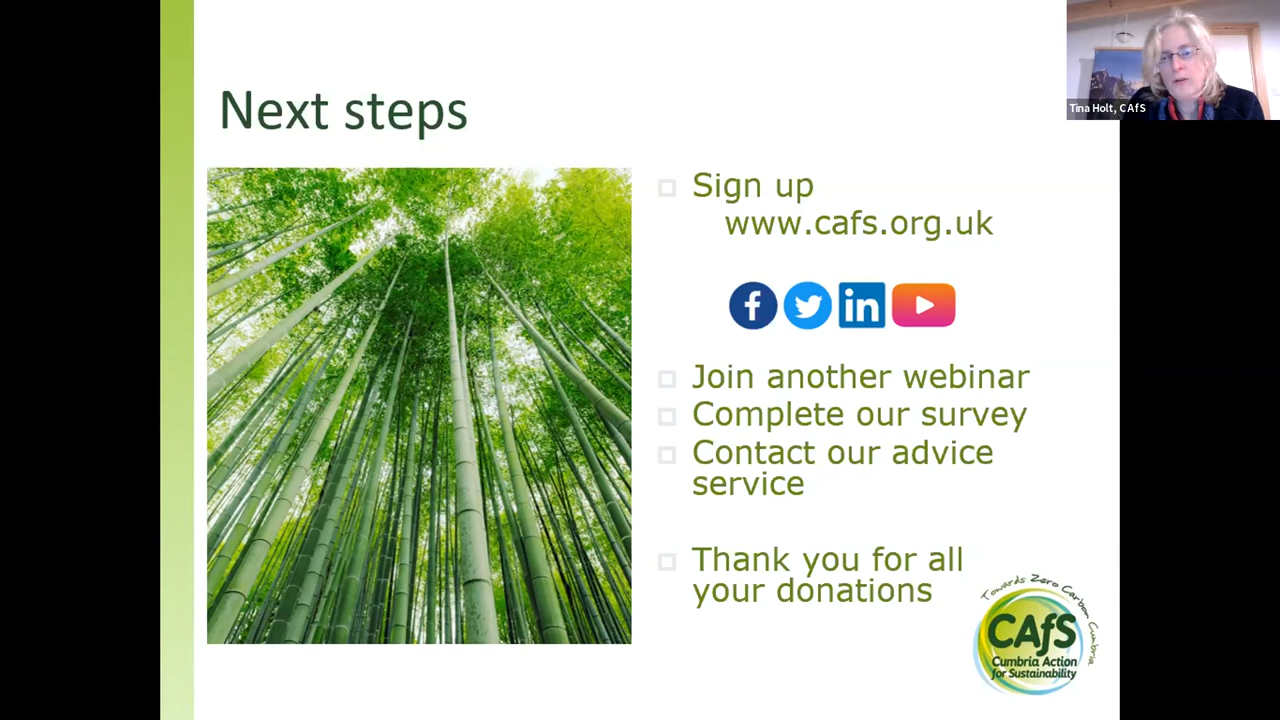 Next steps
Tina Holt, CAfS
Sign up
www.cafs.org.uk
f
in
Join another webinar
Complete our survey
Contact our advice
service
Thank you for all
your donations
Towards Zero Carbon Cumbria
CAfS
Cumbria Action
for Sustainability